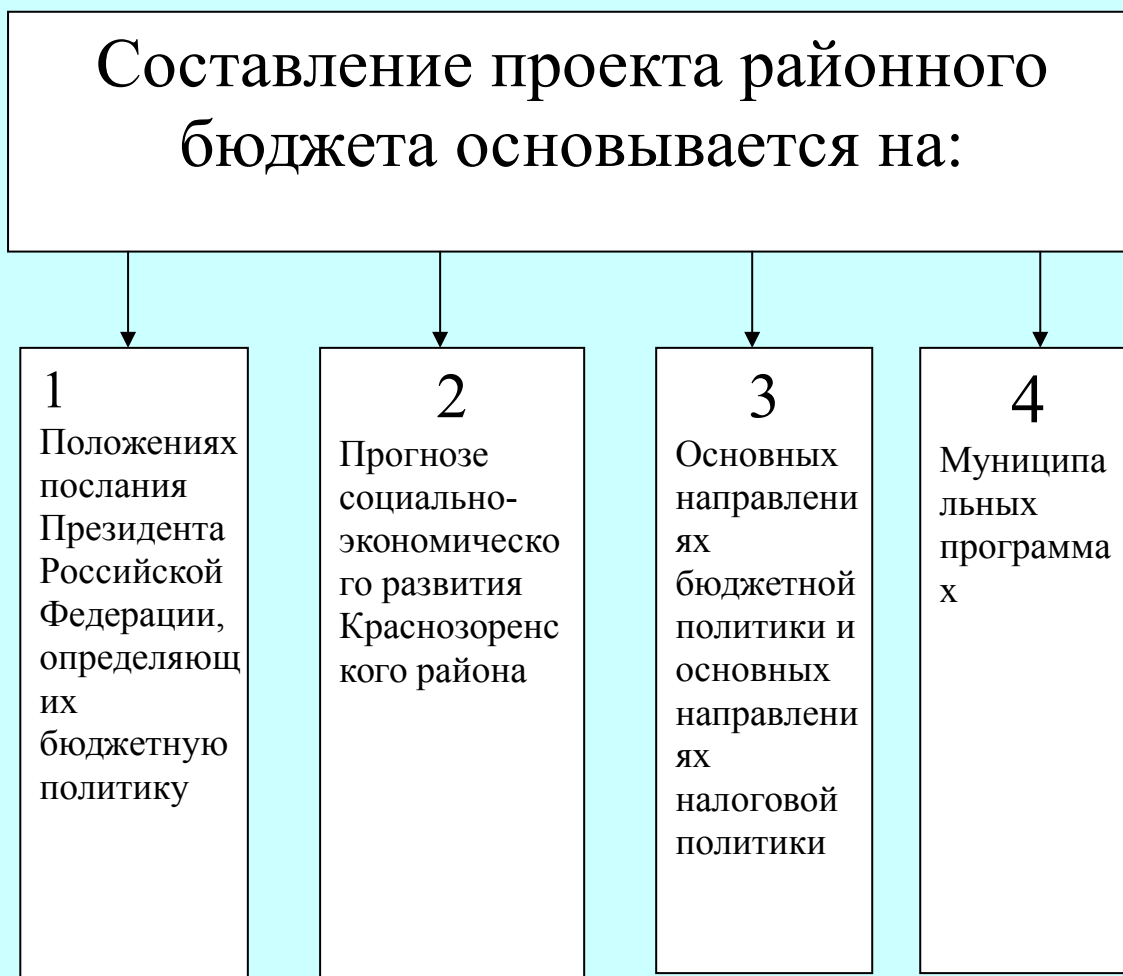 Составление проекта районного
бюджета основывается на:
1
Положениях
послания
Президента
Российской
Федерации,
определяющ
их
бюджетную
политику
2
Прогнозе
социально-
экономическо
го развития
Краснозоренс
кого района
3
Основных
направлени
ях
бюджетной
политики и
основных
направлени
ях
налоговой
политики
4
Муниципа
льных
программа
х